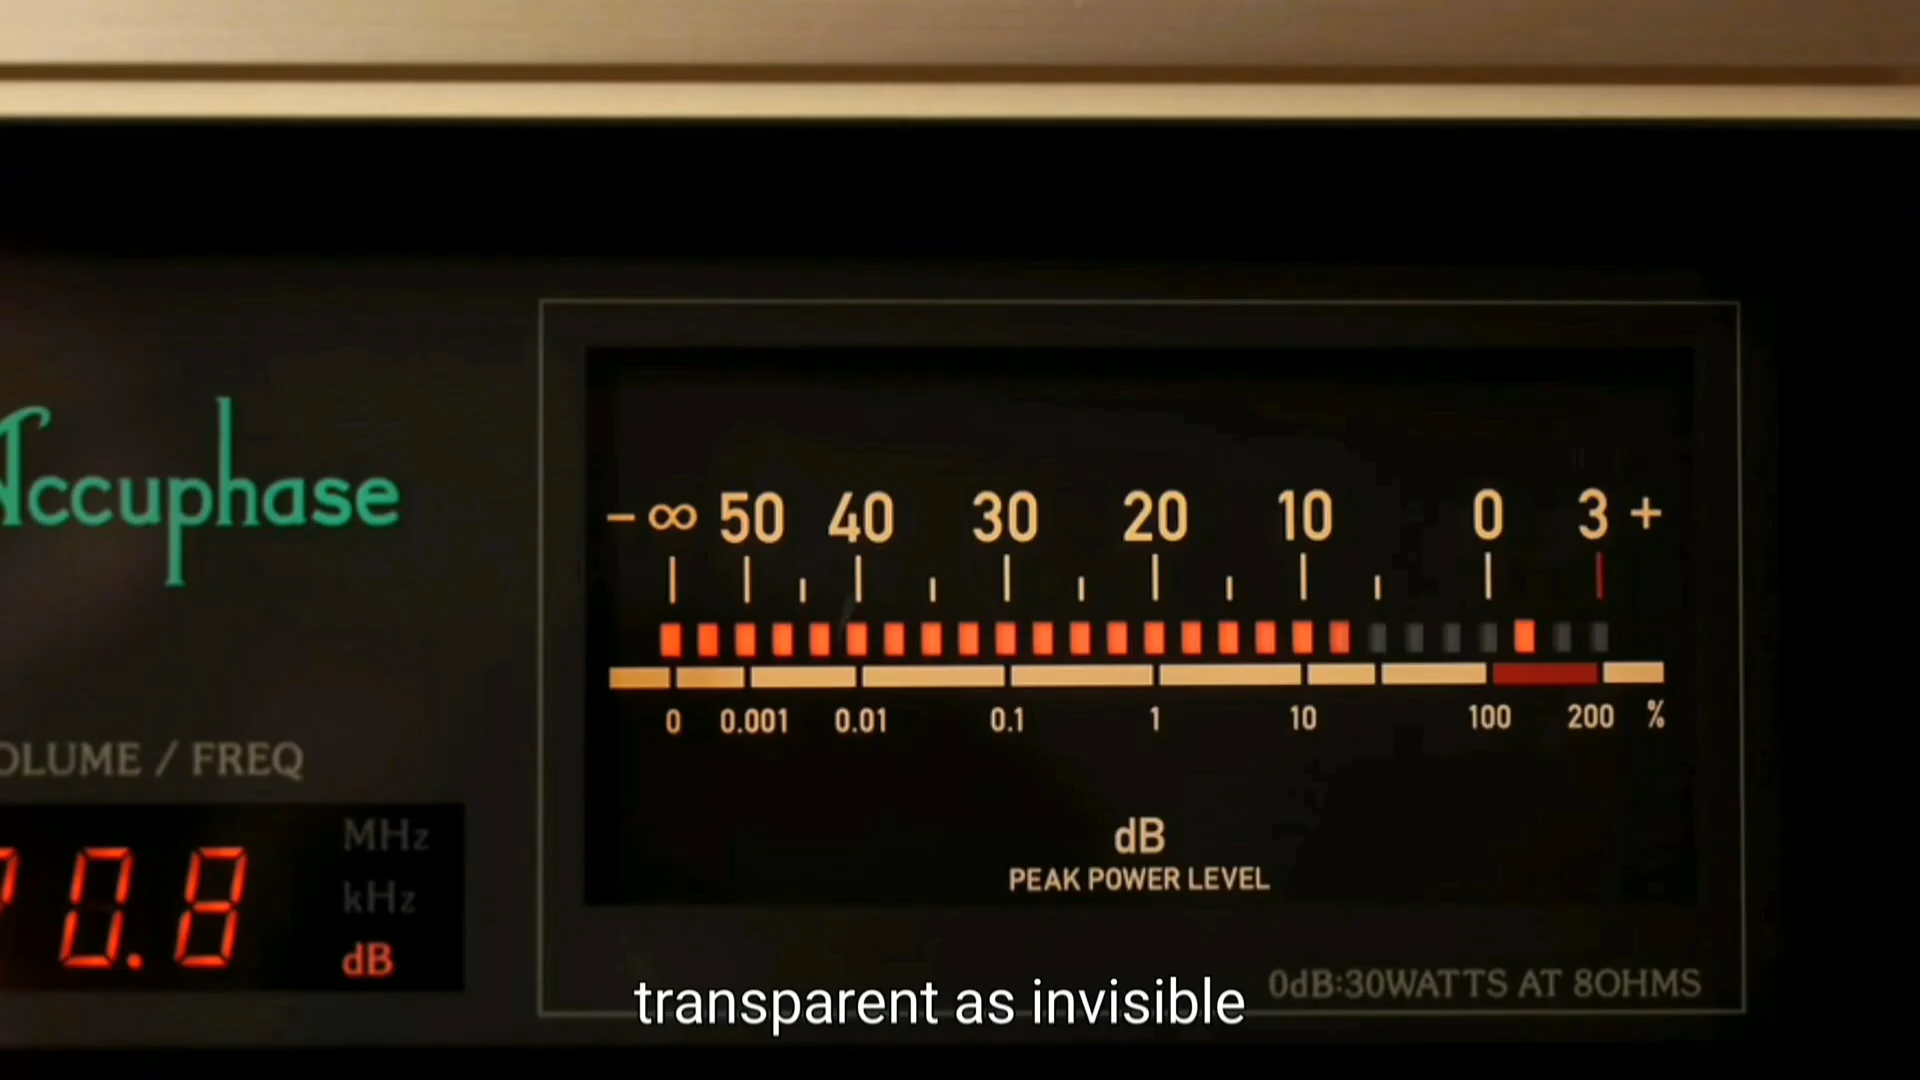 Accuphase
- ∞ 50 40 30 20 10 0 3 +
0 0.001 0.01 0.1 1 10 100 200 %
dB
PEAK POWER LEVEL
0dB:30WATTS AT 8OHMS
OLUME / FREQ
MHz
kHz
0.8 dB
transparent as invisible